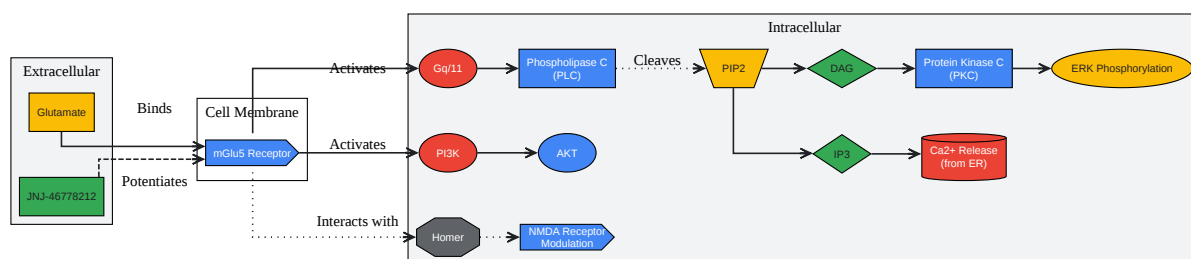 Intracellular
Extracellular
Glutamate
JNJ-46778212
Binds
Potentiates
Cell Membrane
mGlu5 Receptor
Activates
Gq/11
Phospholipase C
(PLC)
Cleaves
PIP2
DAG
Protein Kinase C
(PKC)
ERK Phosphorylation
Activates
PI3K
AKT
IP3
Ca2+ Release
(from ER)
Interacts with
Homer
NMDA Receptor
Modulation